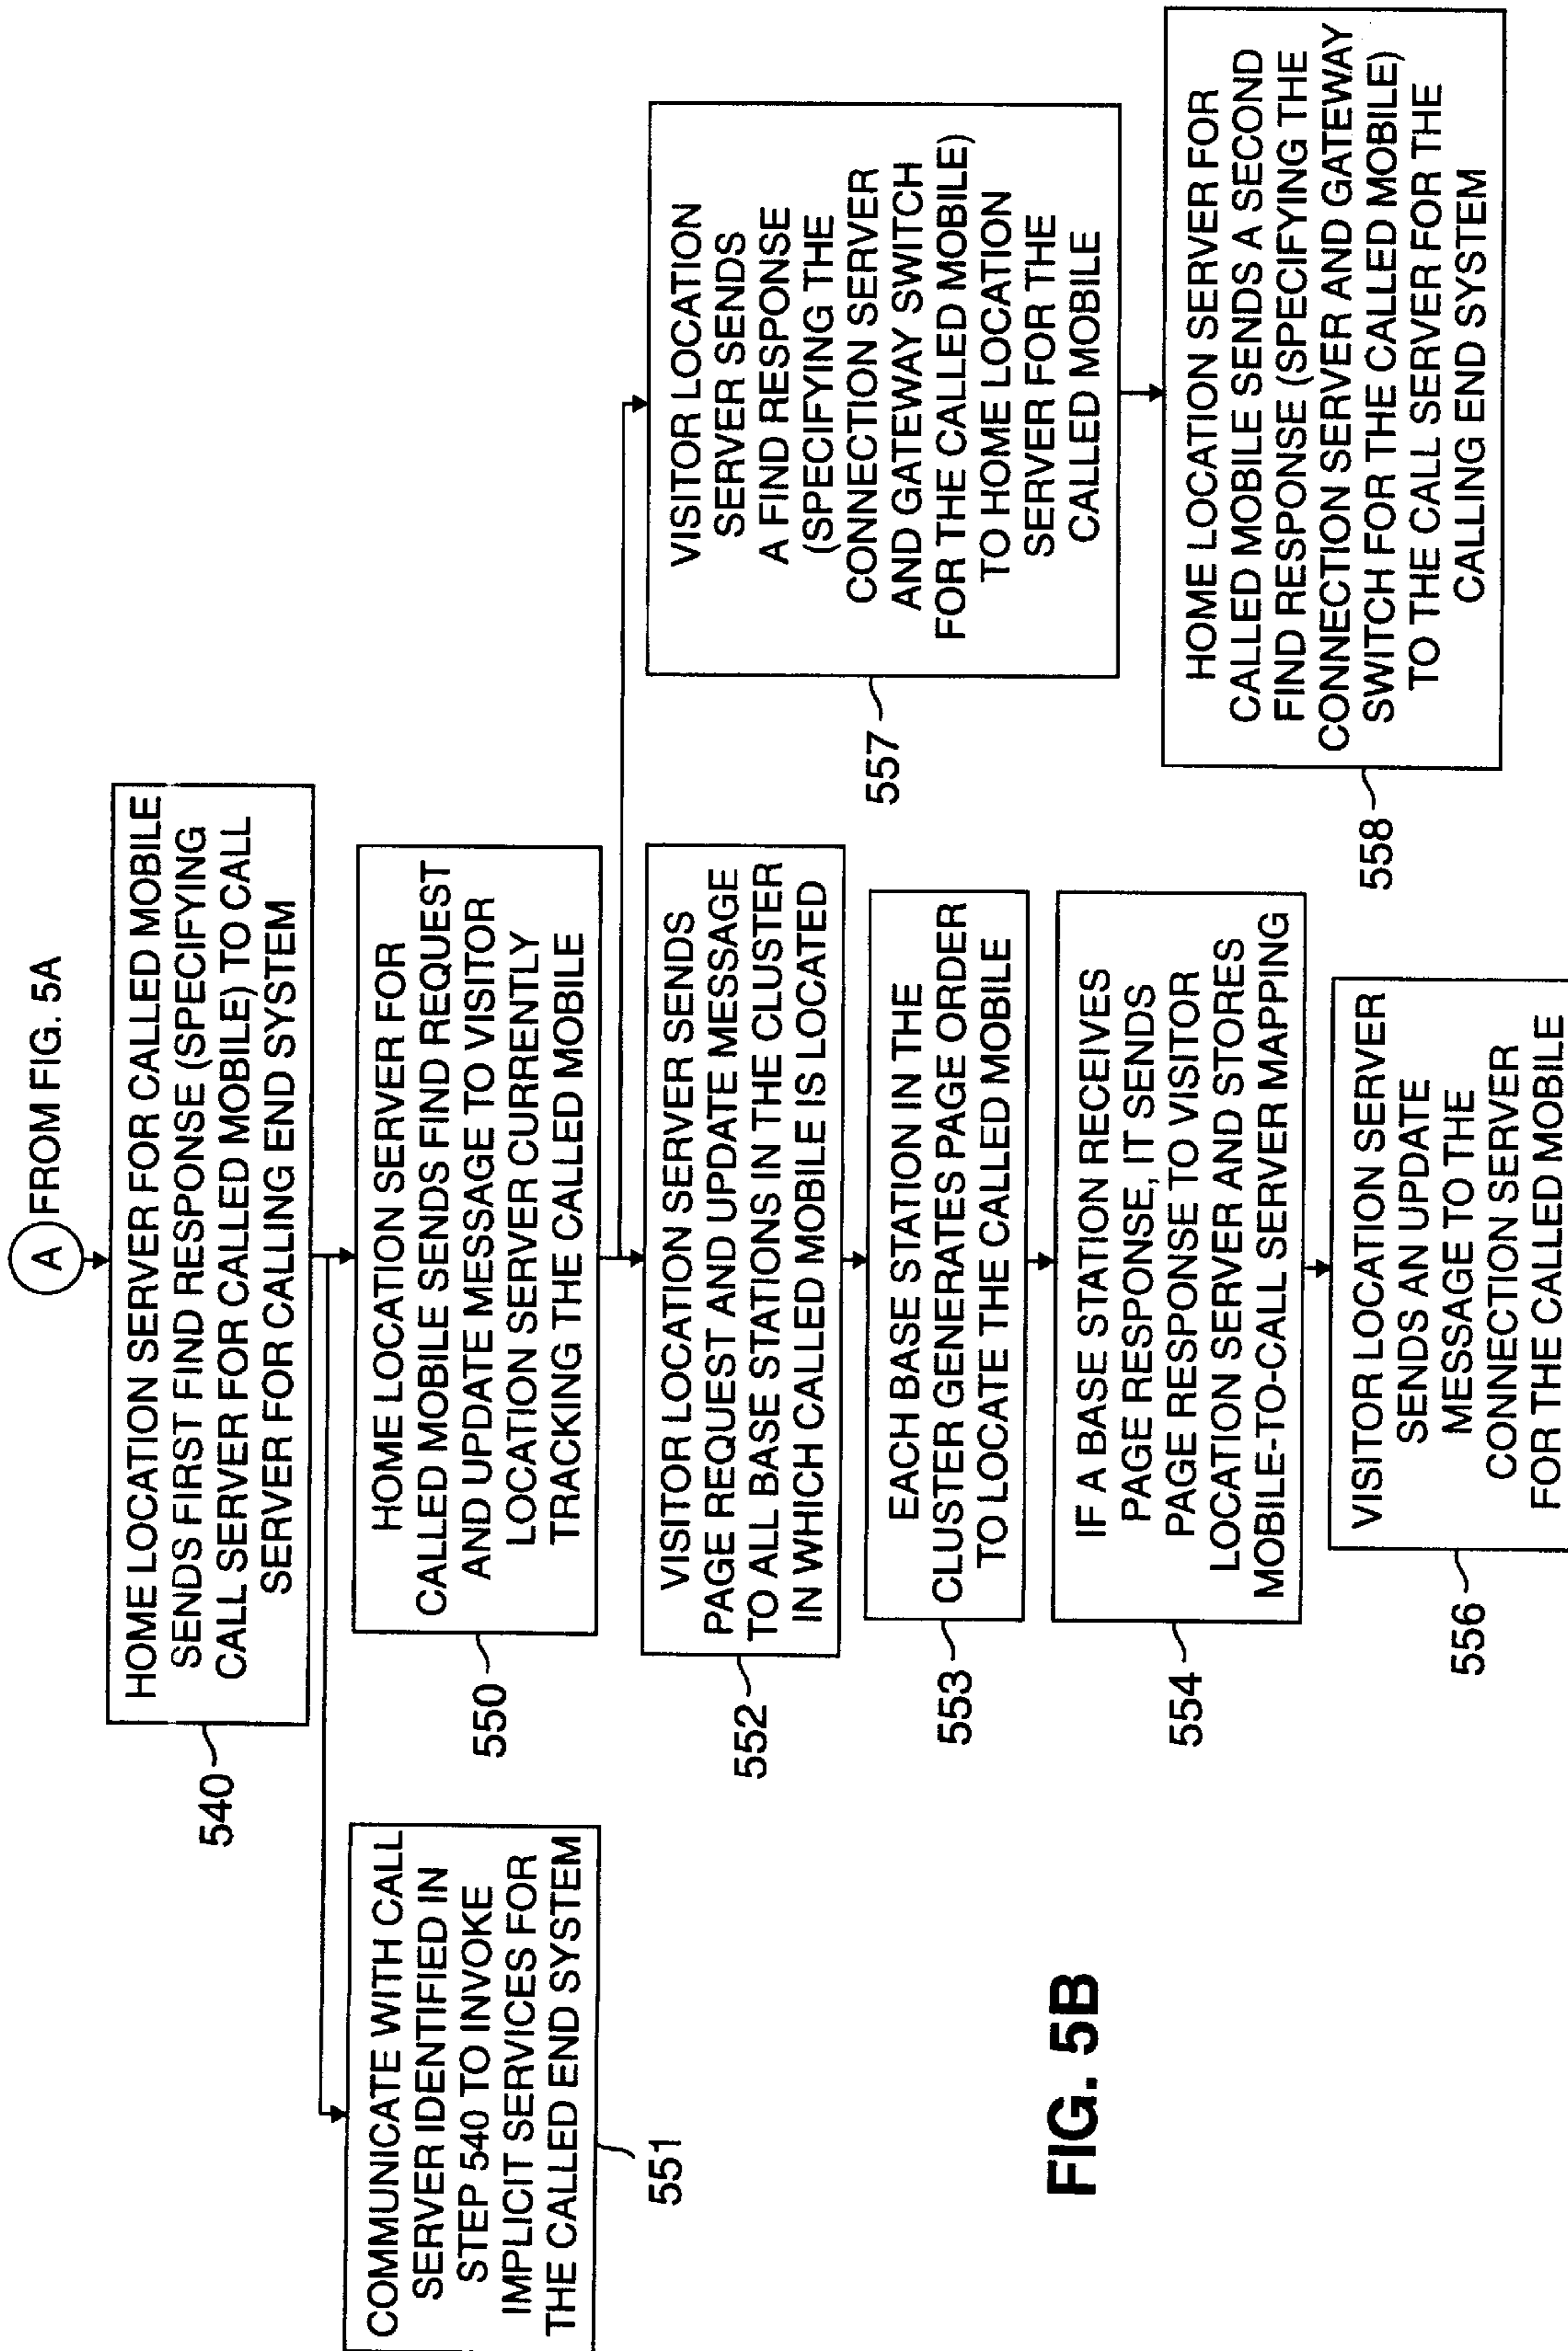 A FROM FIG. 5A
HOME LOCATION SERVER FOR CALLED MOBILE
SENDS FIRST FIND RESPONSE (SPECIFYING
CALL SERVER FOR CALLED MOBILE) TO CALL
SERVER FOR CALLING END SYSTEM
540
COMMUNICATE WITH CALL
SERVER IDENTIFIED IN
STEP 540 TO INVOKE
IMPLICIT SERVICES FOR
THE CALLED END SYSTEM
551
HOME LOCATION SERVER FOR
CALLED MOBILE SENDS FIND REQUEST
AND UPDATE MESSAGE TO VISITOR
LOCATION SERVER CURRENTLY
TRACKING THE CALLED MOBILE
550
VISITOR LOCATION SERVER SENDS
PAGE REQUEST AND UPDATE MESSAGE
TO ALL BASE STATIONS IN THE CLUSTER
IN WHICH CALLED MOBILE IS LOCATED
552
EACH BASE STATION IN THE
CLUSTER GENERATES PAGE ORDER
TO LOCATE THE CALLED MOBILE
553
IF A BASE STATION RECEIVES
PAGE RESPONSE, IT SENDS
PAGE RESPONSE TO VISITOR
LOCATION SERVER AND STORES
MOBILE-TO-CALL SERVER MAPPING
554
VISITOR LOCATION SERVER
SENDS AN UPDATE
MESSAGE TO THE
CONNECTION SERVER
FOR THE CALLED MOBILE
556
VISITOR LOCATION
SERVER SENDS
A FIND RESPONSE
(SPECIFYING THE
CONNECTION SERVER
AND GATEWAY SWITCH
FOR THE CALLED MOBILE)
TO HOME LOCATION
SERVER FOR THE
CALLED MOBILE
557
HOME LOCATION SERVER FOR
CALLED MOBILE SENDS A SECOND
FIND RESPONSE (SPECIFYING THE
CONNECTION SERVER AND GATEWAY
SWITCH FOR THE CALLED MOBILE)
TO THE CALL SERVER FOR THE
CALLING END SYSTEM
558
FIG. 5B